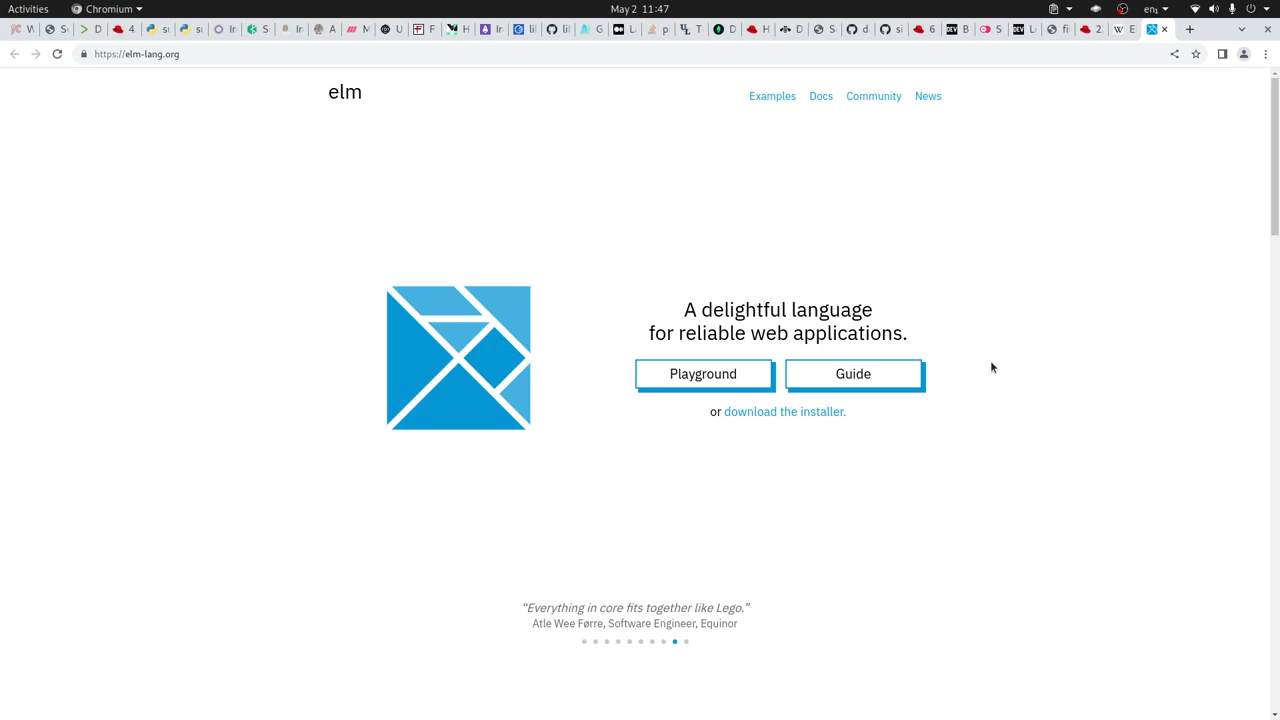 Activities
Chromium
May 2 11:47
en
https://elm-lang.org
elm
Examples
Docs
Community
News
A delightful language
for reliable web applications.
Playground
Guide
or download the installer.
“Everything in core fits together like Lego.”
Atle Wee Førre, Software Engineer, Equinor